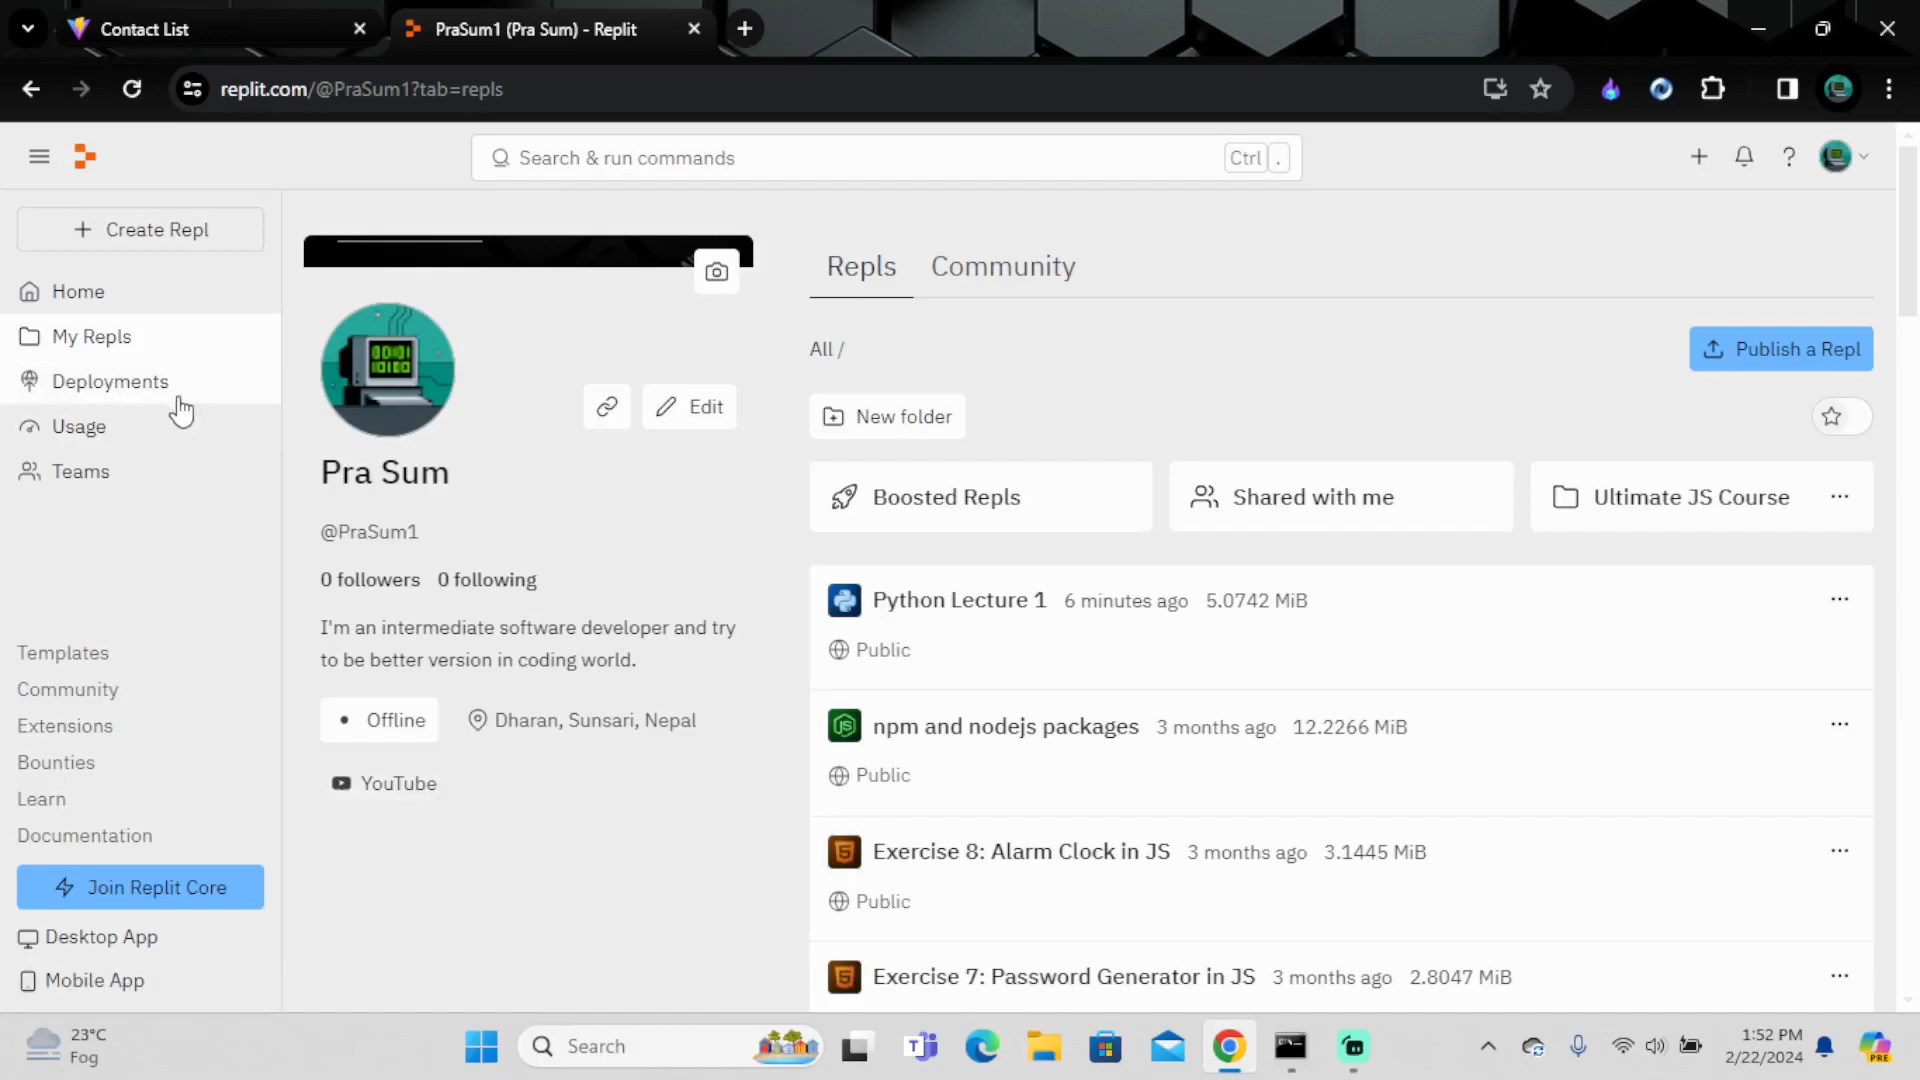 Contact List
PraSum1 (Pra Sum) - Replit
replit.com/@PraSum1?tab=repls
Search & run commands
Ctrl .
Create Repl
Home
My Repls
Deployments
Usage
Teams
Templates
Community
Extensions
Bounties
Learn
Documentation
Join Replit Core
Desktop App
Mobile App
Edit
Pra Sum
@PraSum1
0 followers 0 following
I'm an intermediate software developer and try
to be better version in coding world.
Offline
Dharan, Sunsari, Nepal
YouTube
Repls Community
All /
Publish a Repl
New folder
Boosted Repls
Shared with me
Ultimate JS Course
Python Lecture 1 6 minutes ago 5.0742 MiB
Public
npm and nodejs packages 3 months ago 12.2266 MiB
Public
Exercise 8: Alarm Clock in JS 3 months ago 3.1445 MiB
Public
Exercise 7: Password Generator in JS 3 months ago 2.8047 MiB
23°C
Fog
Search
1:52 PM
2/22/2024
PRE